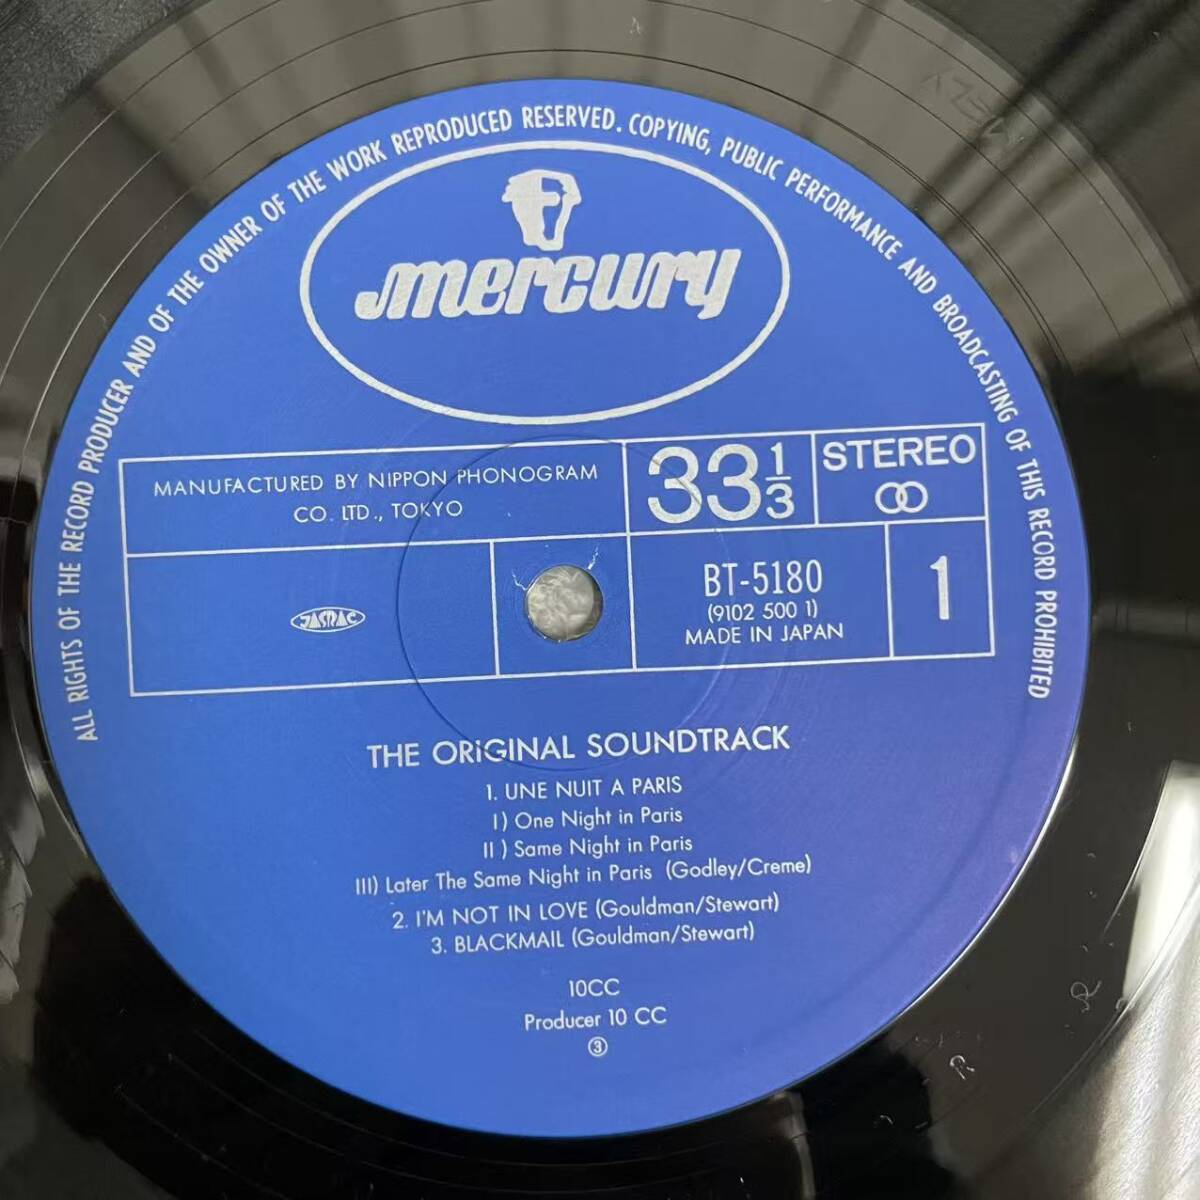 ALL RIGHTS OF THE RECORD PRODUCER AND OF THE OWNER OF THE WORK REPRODUCED RESERVED. COPYING, PUBLIC PERFORMANCE AND BROADCASTING OF THIS RECORD PROHIBITED
mercury
MANUFACTURED BY NIPPON PHONOGRAM
CO. LTD., TOKYO
33 1/3
STEREO
JASRAC
BT-5180
(9102 500 1)
MADE IN JAPAN
1
THE ORIGINAL SOUNDTRACK
1. UNE NUIT A PARIS
I) One Night in Paris
II) Same Night in Paris
III) Later The Same Night in Paris (Godley/Creme)
2. I'M NOT IN LOVE (Gouldman/Stewart)
3. BLACKMAIL (Gouldman/Stewart)
10CC
Producer 10 CC
③
R
R